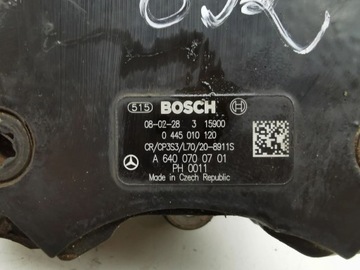 515 BOSCH
08-02-28 3 15900
0 445 010 120
CR/CP3S3/L70/20-8911S
A 640 070 07 01
PH 0011
Made in Czech Republic